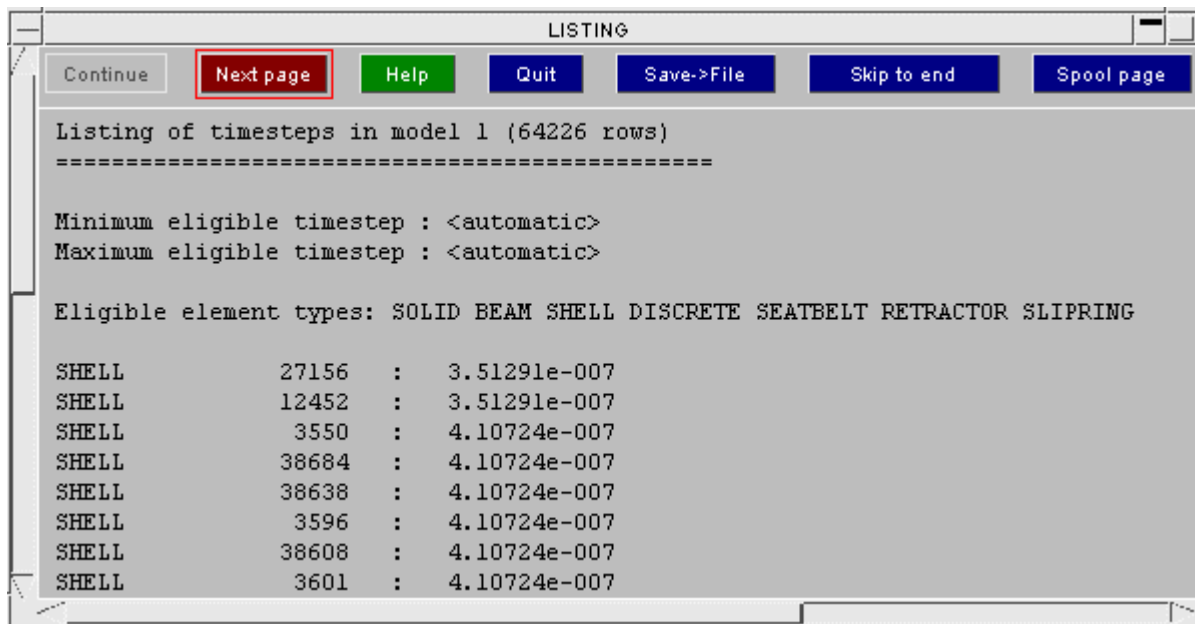 LISTING
Continue Next page Help Quit Save->File Skip to end Spool page
Listing of timesteps in model 1 (64226 rows)
===============================================
Minimum eligible timestep : <automatic>
Maximum eligible timestep : <automatic>
Eligible element types: SOLID BEAM SHELL DISCRETE SEATBELT RETRACTOR SLIPRING
SHELL 27156 : 3.51291e-007
SHELL 12452 : 3.51291e-007
SHELL 3550 : 4.10724e-007
SHELL 38684 : 4.10724e-007
SHELL 38638 : 4.10724e-007
SHELL 3596 : 4.10724e-007
SHELL 38608 : 4.10724e-007
SHELL 3601 : 4.10724e-007